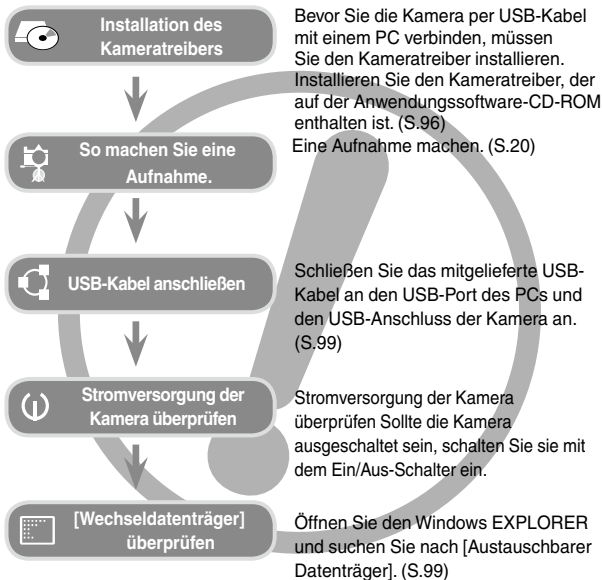 Installation des
Kameratreibers
Bevor Sie die Kamera per USB-Kabel
mit einem PC verbinden, müssen
Sie den Kameratreiber installieren.
Installieren Sie den Kameratreiber, der
auf der Anwendungssoftware-CD-ROM
enthalten ist. (S.96)
So machen Sie eine
Aufnahme.
Eine Aufnahme machen. (S.20)
USB-Kabel anschließen
Schließen Sie das mitgelieferte USB-
Kabel an den USB-Port des PCs und
den USB-Anschluss der Kamera an.
(S.99)
Stromversorgung der
Kamera überprüfen
Stromversorgung der Kamera
überprüfen Sollte die Kamera
ausgeschaltet sein, schalten Sie sie mit
dem Ein/Aus-Schalter ein.
[Wechseldatenträger]
überprüfen
Öffnen Sie den Windows EXPLORER
und suchen Sie nach [Austauschbarer
Datenträger]. (S.99)